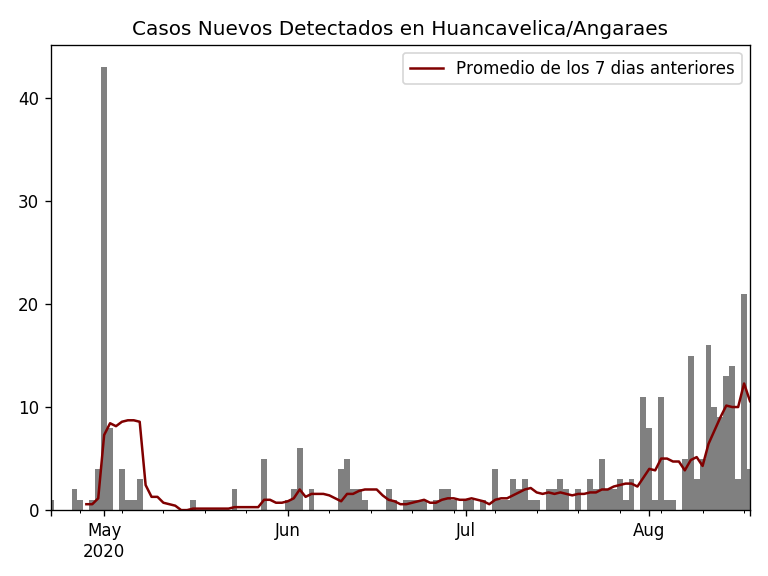 Casos Nuevos Detectados en Huancavelica/Angaraes
Promedio de los 7 dias anteriores
40
30
20
10
0
May Jun Jul Aug
2020